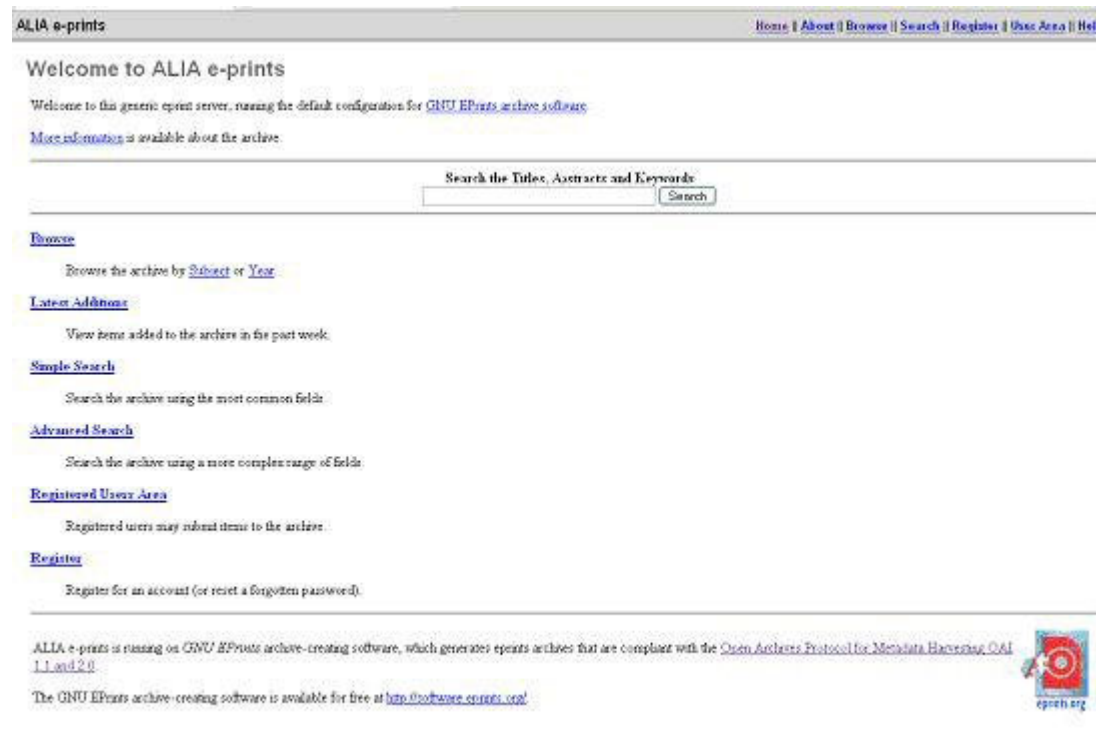 ALIA e-prints
Home || About || Browse || Search || Register || User Area || Hel
Welcome to ALIA e-prints
Welcome to this generic eprint server, running the default configuration for GNU EPrints archive software
More information is available about the archive.
Search the Titles, Asstracts and Keywords
Search
Browse
Browse the archive by Subject or Year
Latest Additions
View items added to the archive in the past week.
Simple Search
Search the archive using the most common fields
Advanced Search
Search the archive using a more complex range of fields
Registered Users Area
Registered users may submit items to the archive.
Register
Register for an account (or reset a forgotten password).
ALIA e-prints is running on GNU EPrints archive-creating software, which generates eprints archives that are compliant with the Open Archives Protocol for Metadata Harvesting OAI
1.1 and 2.0
The GNU EPrints archive-creating software is available for free at http://software.eprints.org/
eprints.org